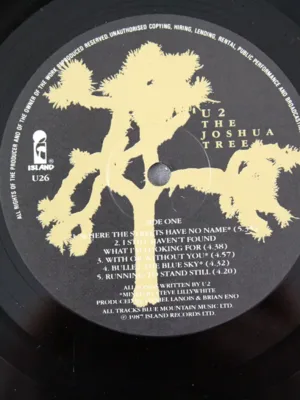 ALL RIGHTS OF THE PRODUCER AND OF THE OWNER OF THE WORK REPRODUCED RESERVED. UNAUTHORISED COPYING, HIRING, LENDING, RENTAL, PUBLIC PERFORMANCE AND BROADCAS
U2
THE
JOSHUA
TREE
ISLAND
U26
SIDE ONE
WHERE THE STREETS HAVE NO NAME*
2. I STILL HAVEN'T FOUND
WHAT I'M LOOKING FOR (4.38)
3. WITH OR WITHOUT YOU* (4.57)
4. BULLET THE BLUE SKY* (4.32)
5. RUNNING TO STAND STILL (4.20)
ALL SONGS WRITTEN BY U2
*MIXED BY STEVE LILLYWHITE
PRODUCED BY DANIEL LANOIS & BRIAN ENO
ALL TRACKS BLUE MOUNTAIN MUSIC LTD.
℗ 1987 ISLAND RECORDS LTD.